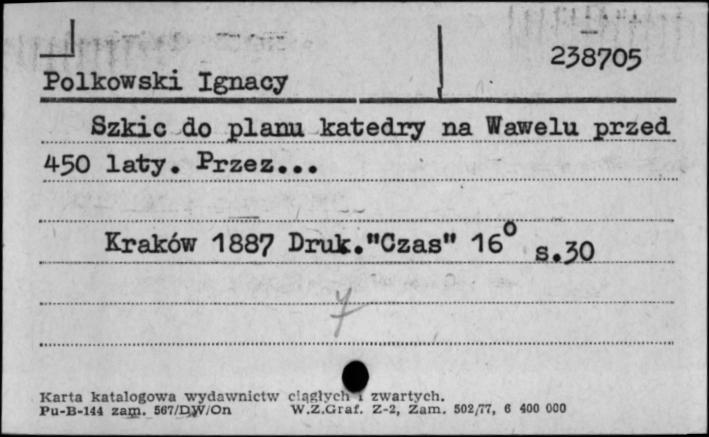 238705
Polkowski Ignacy
Szkic do planu katedry na Wawelu przed
450 laty. Przez...
Kraków 1887 Druk."Czas" 16° s.30
7
Karta katalogowa wydawnictw ciągłych i zwartych.
Pu-B-144 zam. 567/DW/On W.Z.Graf. Z-2, Zam. 502/77, 6 400 000